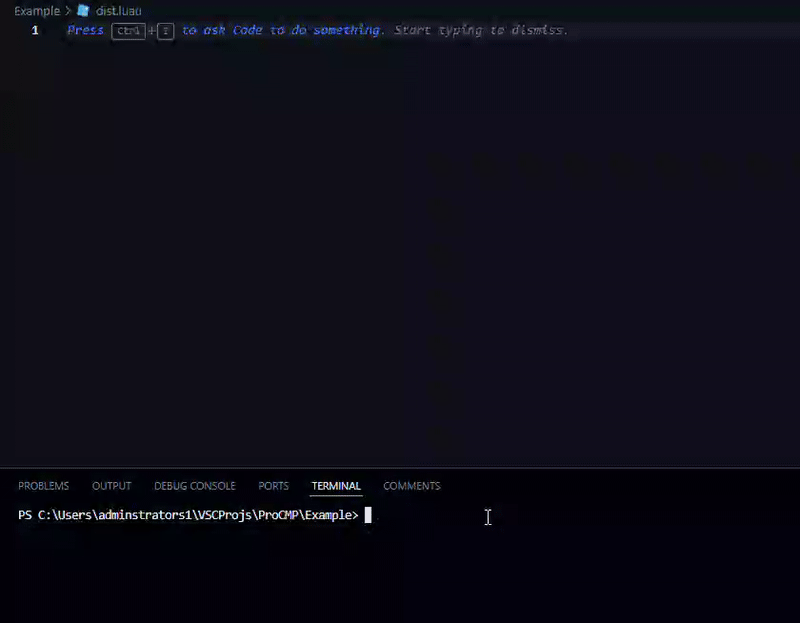 Example > dist.luau
1 Press Ctrl+I to ask Code to do something. Start typing to dismiss.
PROBLEMS OUTPUT DEBUG CONSOLE PORTS TERMINAL COMMENTS
PS C:\Users\adminstrators1\VSCProjs\ProCMP\Example>